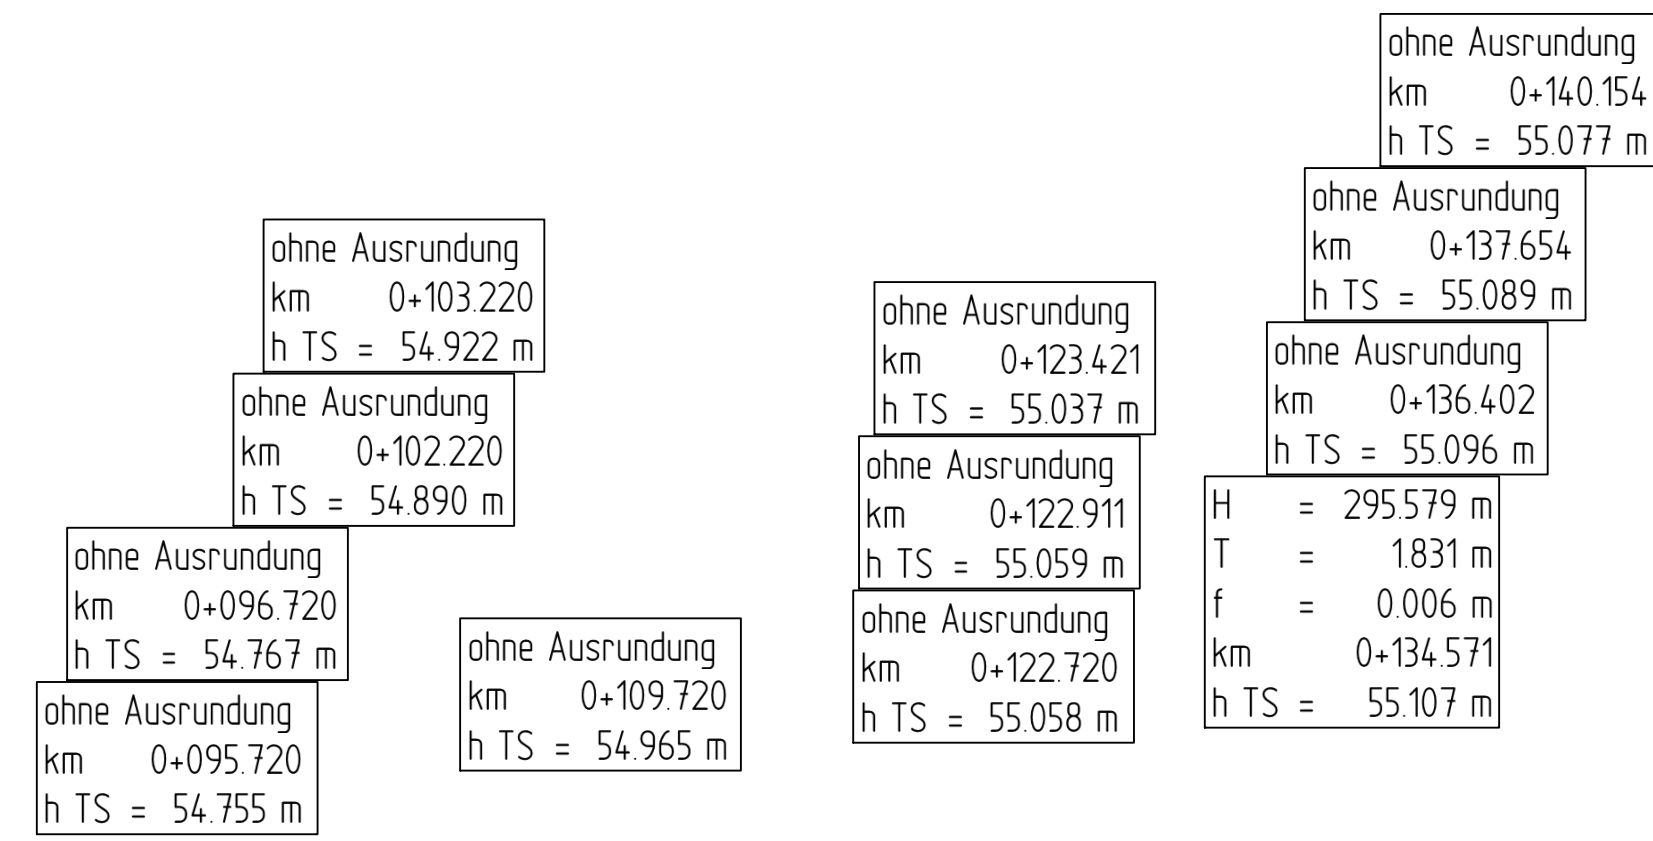 ohne Ausrundung
km 0+140.154
h TS = 55.077 m
ohne Ausrundung
km 0+137.654
h TS = 55.089 m
ohne Ausrundung
km 0+103.220
h TS = 54.922 m
ohne Ausrundung
km 0+123.421
h TS = 55.037 m
ohne Ausrundung
km 0+136.402
h TS = 55.096 m
ohne Ausrundung
km 0+102.220
h TS = 54.890 m
ohne Ausrundung
km 0+122.911
h TS = 55.059 m
H = 295.579 m
T = 1.831 m
f = 0.006 m
km 0+134.571
h TS = 55.107 m
ohne Ausrundung
km 0+096.720
h TS = 54.767 m
ohne Ausrundung
km 0+122.720
h TS = 55.058 m
ohne Ausrundung
km 0+109.720
h TS = 54.965 m
ohne Ausrundung
km 0+095.720
h TS = 54.755 m